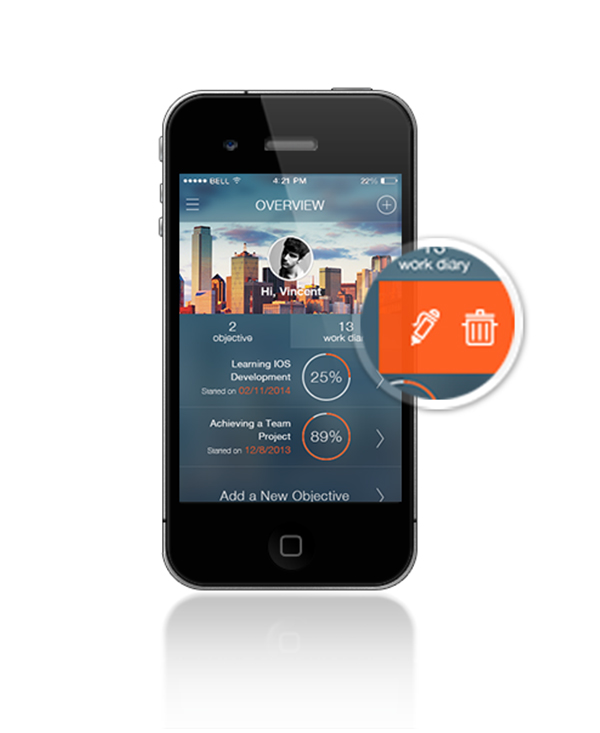 BELL 4:21 PM 22%
OVERVIEW
Hi, Vincent
2 13
objective work dia
13
work diary
Learning IOS
Development
Started on 02/11/2014
25%
Achieving a Team
Project
Started on 12/8/2013
89%
Add a New Objective